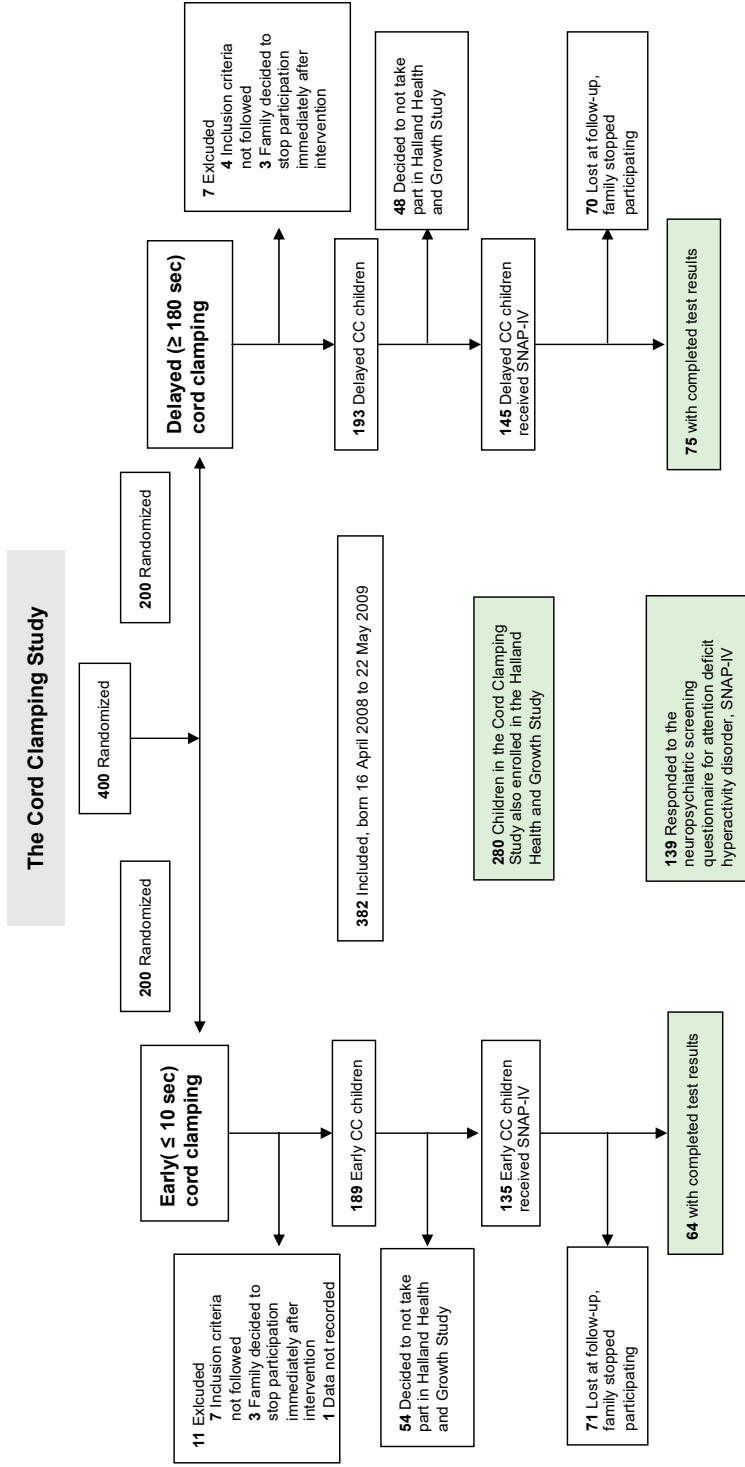 The Cord Clamping Study
400 Randomized
200 Randomized
200 Randomized
Early( ≤ 10 sec)
cord clamping
Delayed (≥ 180 sec)
cord clamping
11 Exlcuded
7 Inclusion criteria
not followed
3 Family decided to
stop participation
immediately after
intervention
1 Data not recorded
7 Exlcuded
4 Inclusion criteria
not followed
3 Family decided to
stop participation
immediately after
intervention
189 Early CC children
382 Included, born 16 April 2008 to 22 May 2009
193 Delayed CC children
54 Decided to not take
part in Halland Health
and Growth Study
48 Decided to not take
part in Halland Health
and Growth Study
135 Early CC children
received SNAP-IV
280 Children in the Cord Clamping
Study also enrolled in the Halland
Health and Growth Study
145 Delayed CC children
received SNAP-IV
71 Lost at follow-up,
family stopped
participating
70 Lost at follow-up,
family stopped
participating
64 with completed test results
139 Responded to the
neuropsychiatric screening
questionnaire for attention deficit
hyperactivity disorder, SNAP-IV
75 with completed test results